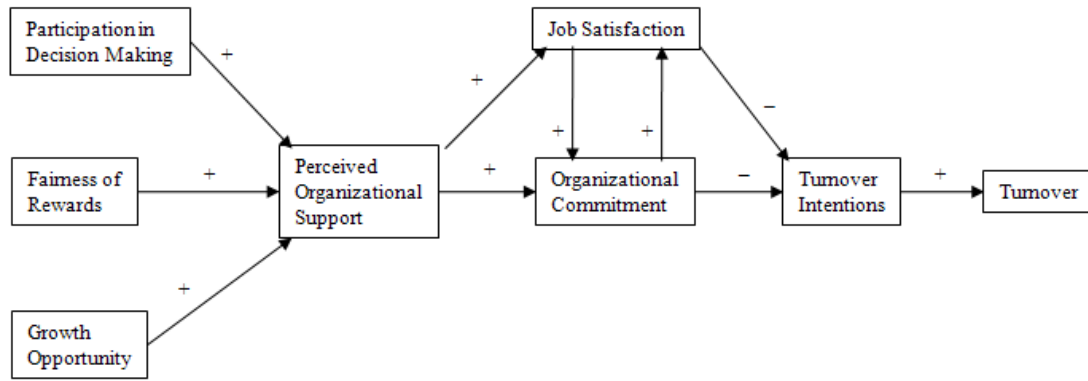 Participation in
Decision Making
+
Job Satisfaction
+
−
+
+
Fairness of
Rewards
+
Perceived
Organizational
Support
+
Organizational
Commitment
−
Turnover
Intentions
+
Turnover
+
Growth
Opportunity